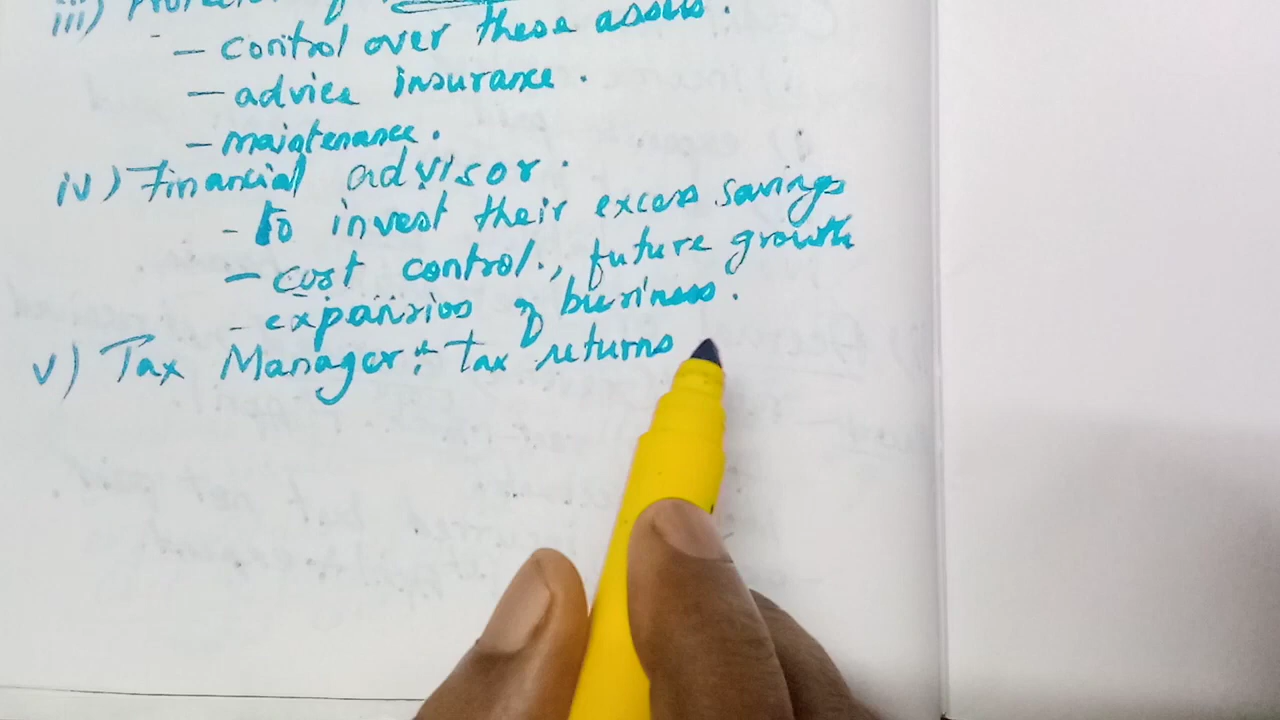 iii)
- control over these assets.
- advice insurance.
- maintenance.
iv) Financial advisor.
- to invest their excess savings
- cost control., future growth
- expansion of business.
v) Tax Manager: tax returns